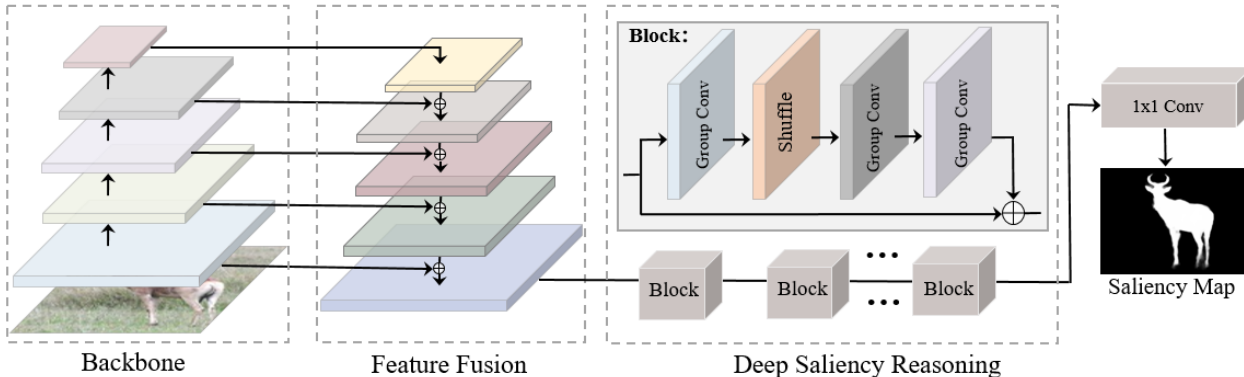 Block:
Group Conv
Shuffle
Group Conv
Group Conv
1x1 Conv
Block
Block
Block
Saliency Map
Backbone
Feature Fusion
Deep Saliency Reasoning